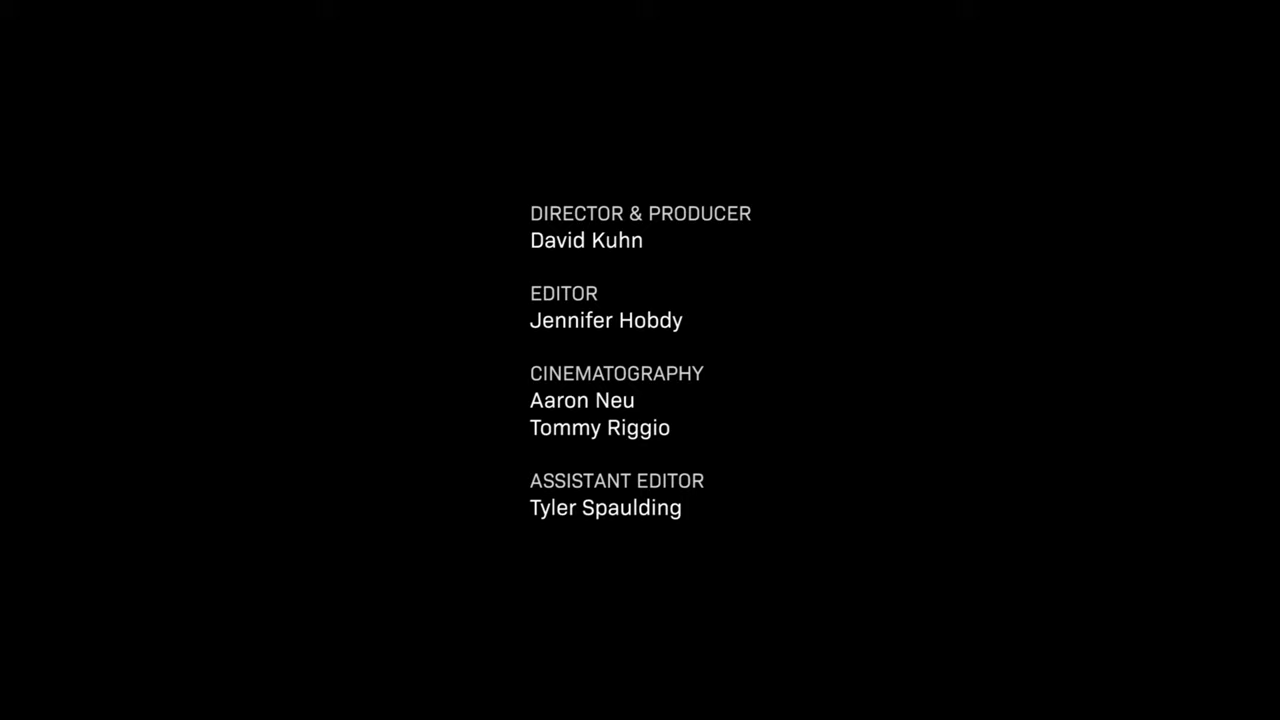 DIRECTOR & PRODUCER
David Kuhn
EDITOR
Jennifer Hobdy
CINEMATOGRAPHY
Aaron Neu
Tommy Riggio
ASSISTANT EDITOR
Tyler Spaulding